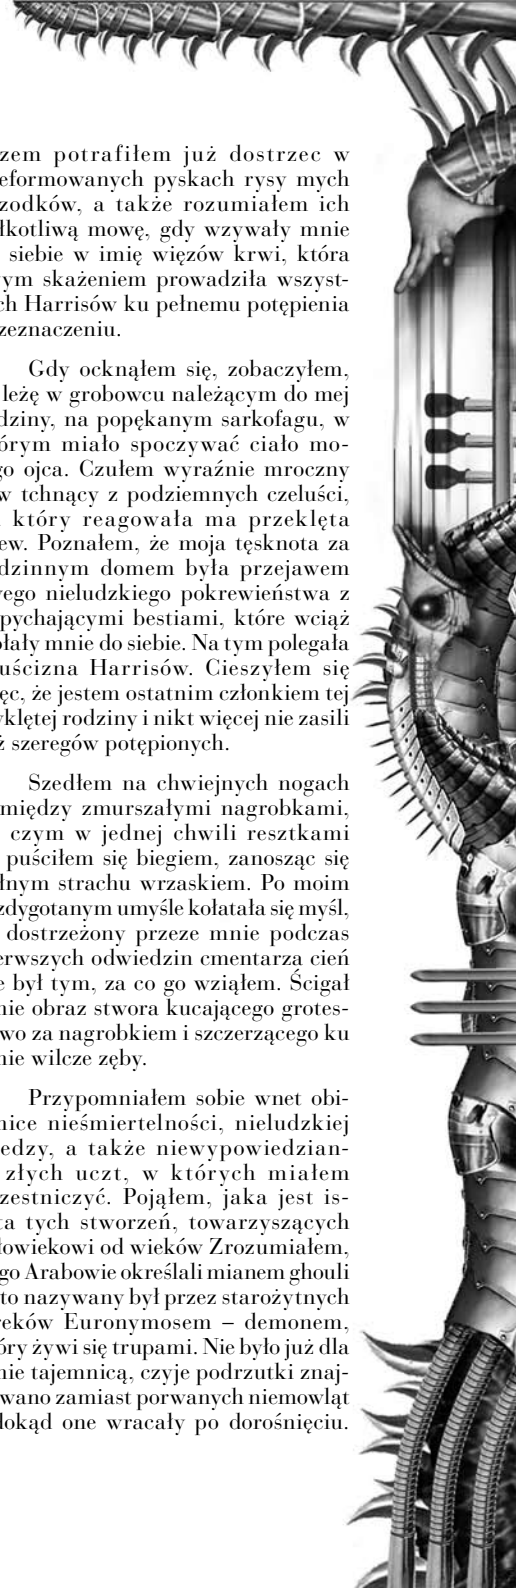 zem potrafiłem już dostrzec w
eformowanych pyskach rysy mych
zodków, a także rozumiałem ich
łkotliwą mowę, gdy wzywały mnie
siebie w imię więzów krwi, która
ym skażeniem prowadziła wszyst-
ch Harrisów ku pełnemu potępienia
zeznaczeniu.
Gdy ocknąłem się, zobaczyłem,
leżę w grobowcu należącym do mej
dziny, na popękanym sarkofagu, w
órym miało spoczywać ciało mo-
go ojca. Czułem wyraźnie mroczny
w tchnący z podziemnych czeluści,
który reagowała ma przeklęta
ew. Poznałem, że moja tęsknota za
dzinnym domem była przejawem
ego nieludzkiego pokrewieństwa z
pychającymi bestiami, które wciąż
ołały mnie do siebie. Na tym polegała
uścizna Harrisów. Cieszyłem się
ęc, że jestem ostatnim członkiem tej
yklętej rodziny i nikt więcej nie zasili
ż szeregów potępionych.
Szedłem na chwiejnych nogach
między zmurszałymi nagrobkami,
czym w jednej chwili resztkami
puściłem się biegiem, zanosząc się
łnym strachu wrzaskiem. Po moim
zdygotanym umyśle kołatała się myśl,
dostrzeżony przeze mnie podczas
erwszych odwiedzin cmentarza cień
e był tym, za co go wziąłem. Ścigał
nie obraz stwora kucającego grotes-
wo za nagrobkiem i szczerzącego ku
nie wilcze zęby.
Przypomniałem sobie wnet obi-
nice nieśmiertelności, nieludzkiej
edzy, a także niewypowiedzian-
złych uczt, w których miałem
zestniczyć. Pojąłem, jaka jest is-
ta tych stworzeń, towarzyszących
łowiekowi od wieków Zrozumiałem,
go Arabowie określali mianem ghouli
to nazywany był przez starożytnych
reków Euronymosem – demonem,
óry żywi się trupami. Nie było już dla
nie tajemnicą, czyje podrzutki znaj-
wano zamiast porwanych niemowląt
dokąd one wracały po dorośnięciu.